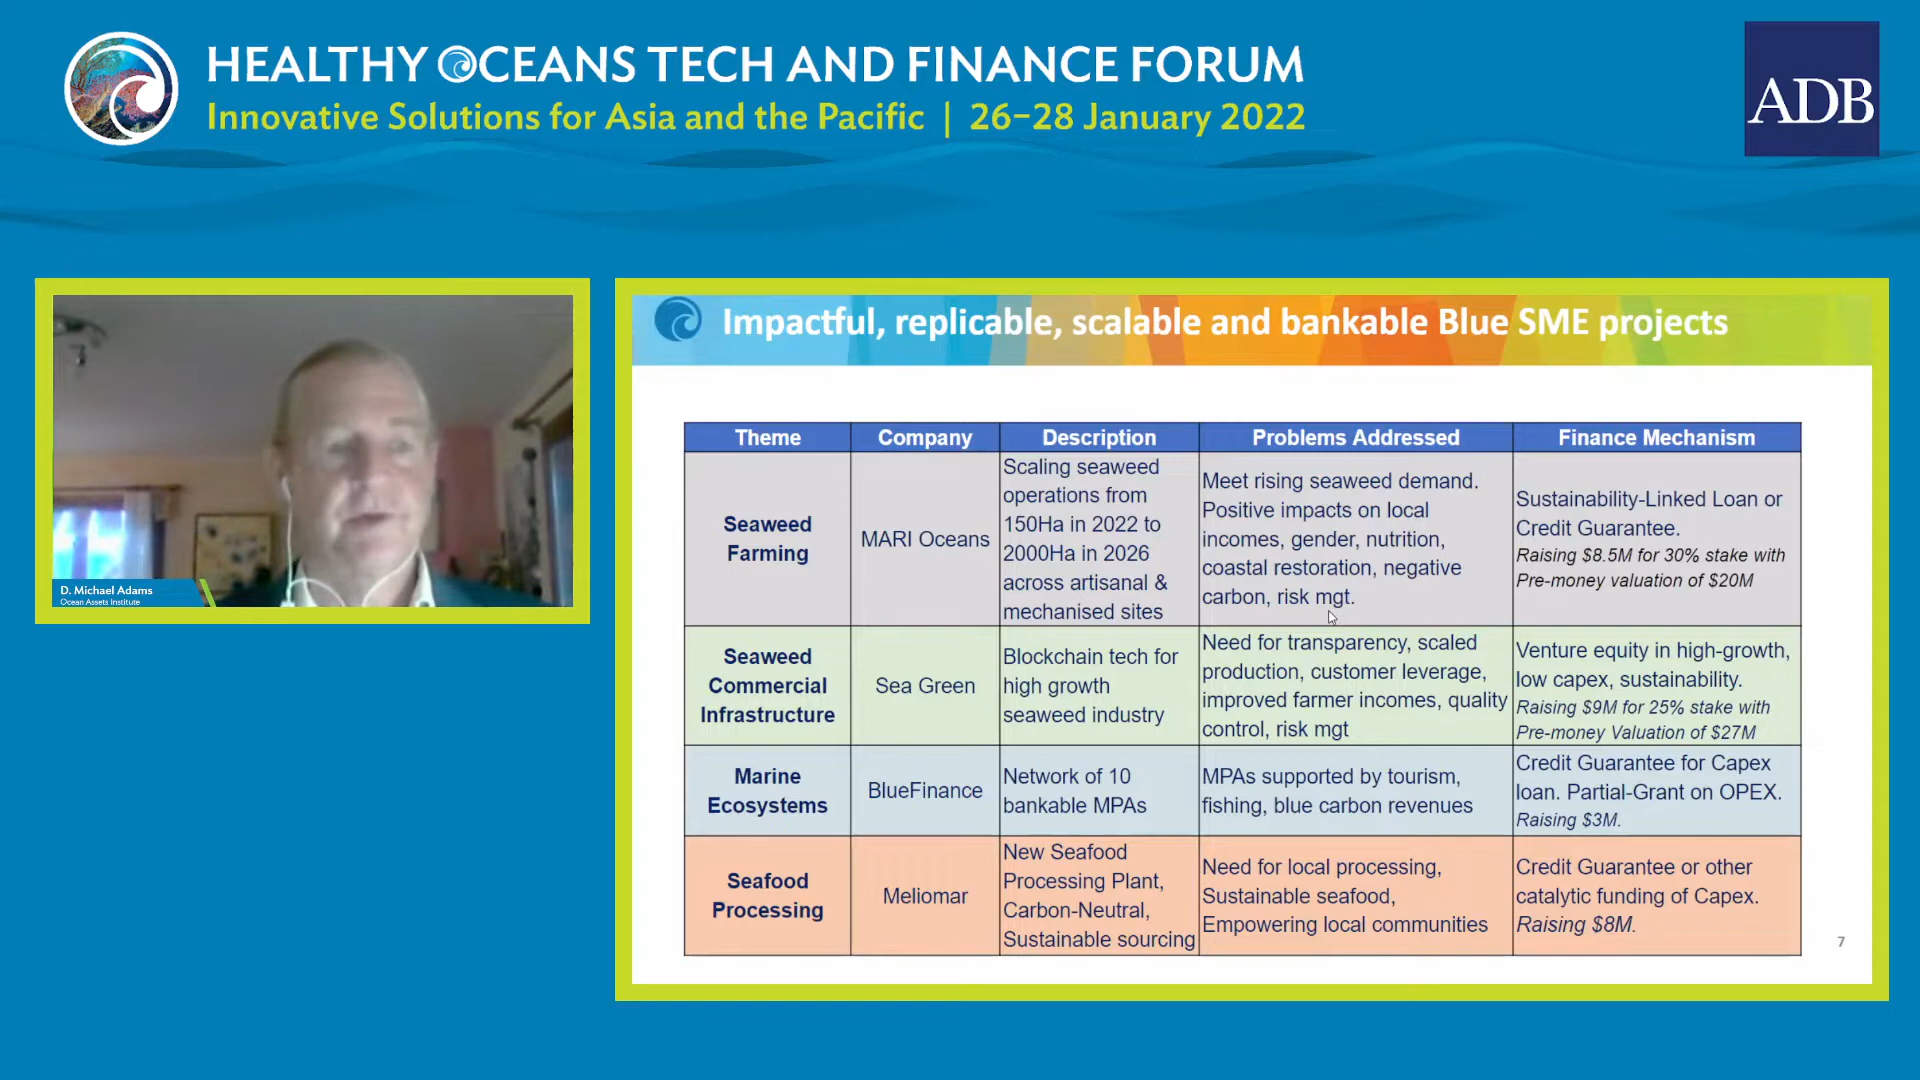 HEALTHY OCEANS TECH AND FINANCE FORUM
Innovative Solutions for Asia and the Pacific | 26–28 January 2022
ADB
D. Michael Adams
Ocean Assets Institute
Impactful, replicable, scalable and bankable Blue SME projects
Theme
Company
Description
Problems Addressed
Finance Mechanism
Seaweed
Farming
MARI Oceans
Scaling seaweed
operations from
150Ha in 2022 to
2000Ha in 2026
across artisanal &
mechanised sites
Meet rising seaweed demand.
Positive impacts on local
incomes, gender, nutrition,
coastal restoration, negative
carbon, risk mgt.
Sustainability-Linked Loan or
Credit Guarantee.
Raising $8.5M for 30% stake with
Pre-money valuation of $20M
Seaweed
Commercial
Infrastructure
Sea Green
Blockchain tech for
high growth
seaweed industry
Need for transparency, scaled
production, customer leverage,
improved farmer incomes, quality
control, risk mgt
Venture equity in high-growth,
low capex, sustainability.
Raising $9M for 25% stake with
Pre-money Valuation of $27M
Marine
Ecosystems
BlueFinance
Network of 10
bankable MPAs
MPAs supported by tourism,
fishing, blue carbon revenues
Credit Guarantee for Capex
loan. Partial-Grant on OPEX.
Raising $3M.
Seafood
Processing
Meliomar
New Seafood
Processing Plant,
Carbon-Neutral,
Sustainable sourcing
Need for local processing,
Sustainable seafood,
Empowering local communities
Credit Guarantee or other
catalytic funding of Capex.
Raising $8M.
7